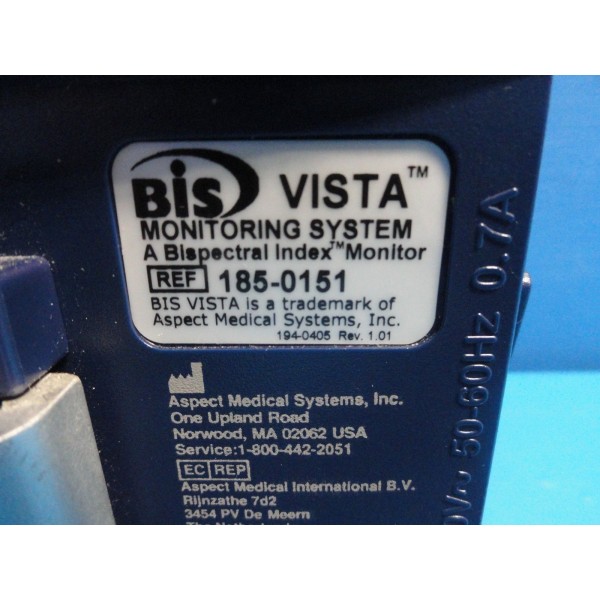 BIS VISTA™
MONITORING SYSTEM
A Bispectral Index™ Monitor
REF 185-0151
BIS VISTA is a trademark of
Aspect Medical Systems, Inc.
194-0405 Rev. 1.01
Aspect Medical Systems, Inc.
One Upland Road
Norwood, MA 02062 USA
Service:1-800-442-2051
EC REP
Aspect Medical International B.V.
Rijnzathe 7d2
3454 PV De Meern
The
0V~ 50-60Hz 0.7A